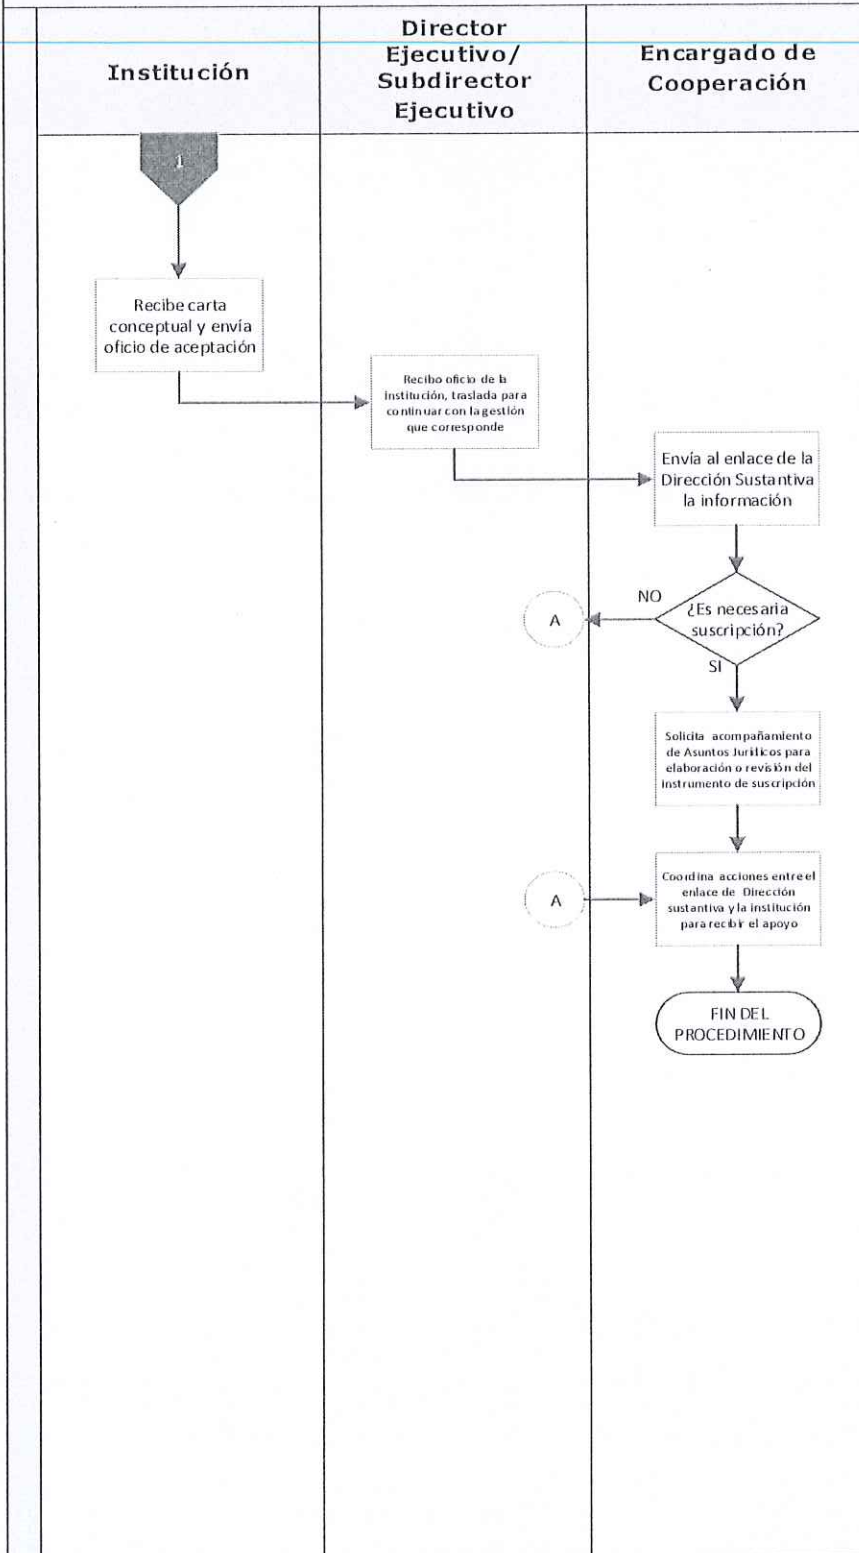 Institución
Director
Ejecutivo/
Subdirector
Ejecutivo
Encargado de
Cooperación
Recibe carta
conceptual y envía
oficio de aceptación
Recibo oficio de la
institución, traslada para
continuar con la gestión
que corresponde
Envía al enlace de la
Dirección Sustantiva
la información
¿Es necesaria
suscripción?
NO
A
SI
Solicita acompañamiento
de Asuntos Jurídicos para
elaboración o revisión del
instrumento de suscripción
A
Coordina acciones entre el
enlace de Dirección
sustantiva y la institución
para recibir el apoyo
FIN DEL
PROCEDIMIENTO